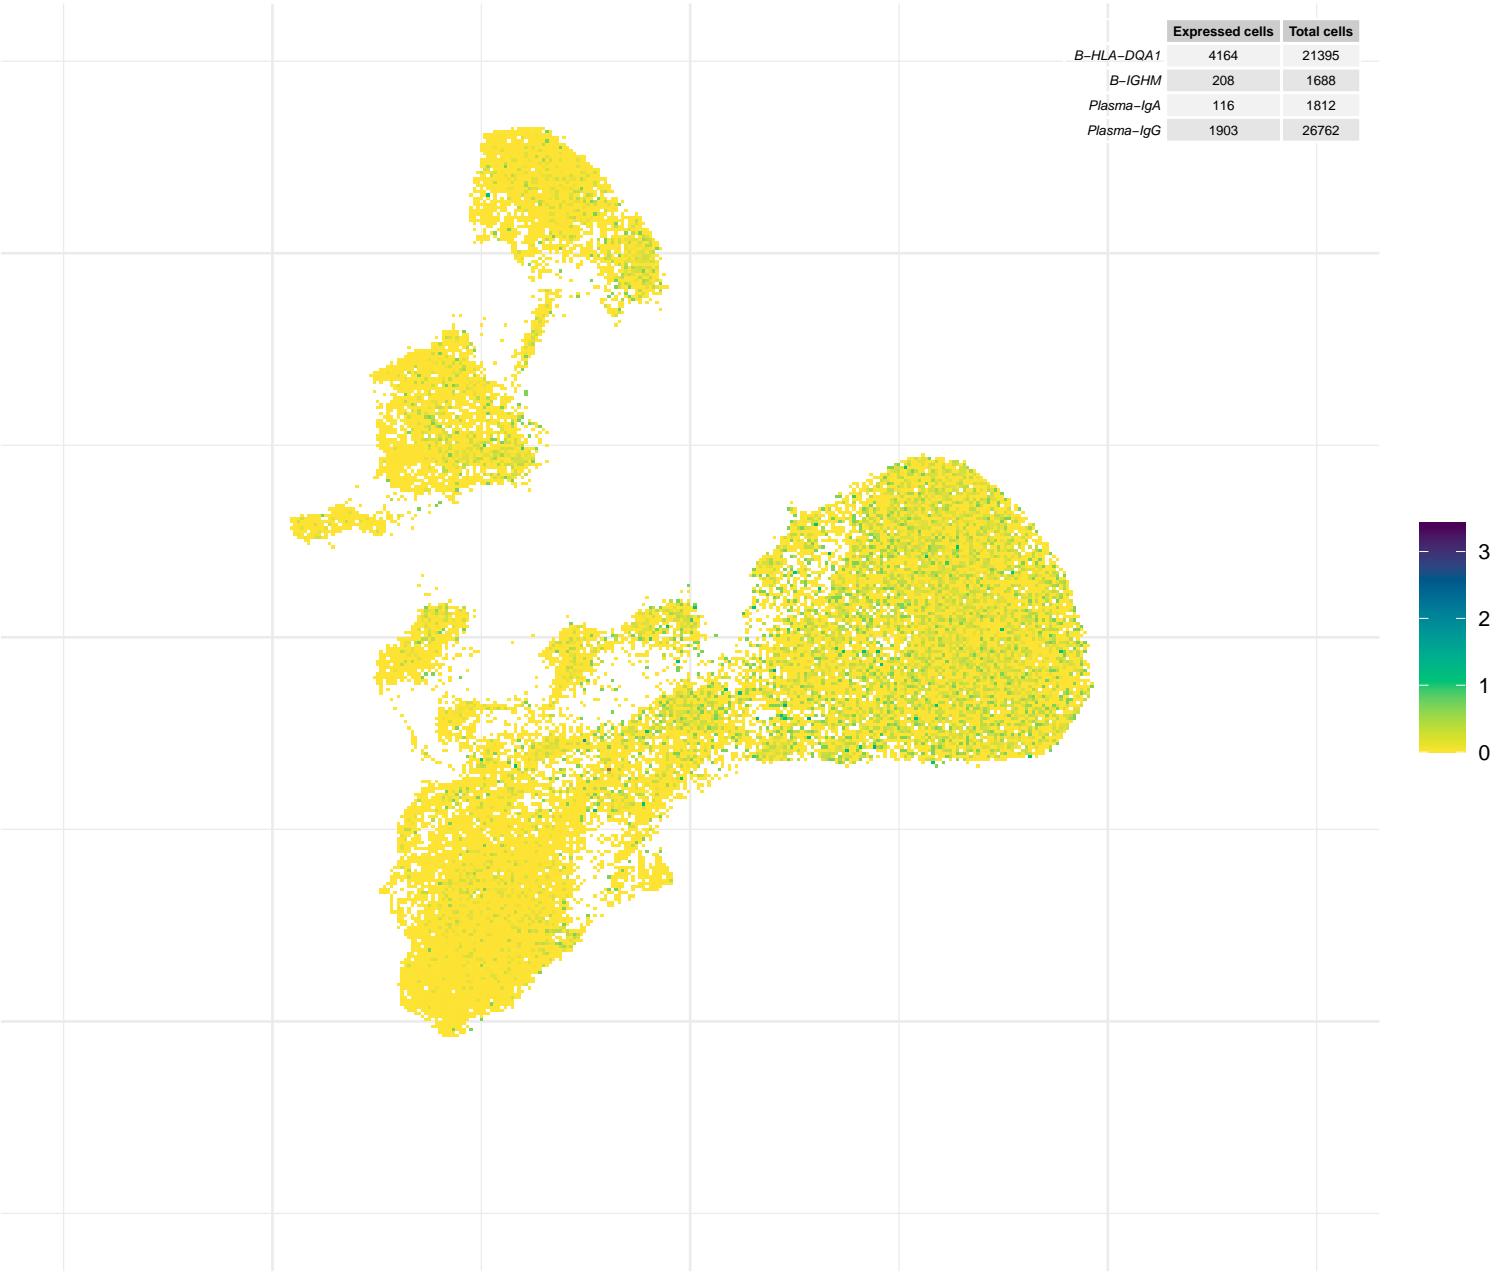 Expressed cells Total cells
B−HLA−DQA1 4164 21395
B−IGHM 208 1688
Plasma−IgA 116 1812
Plasma−IgG 1903 26762
3
2
1
0